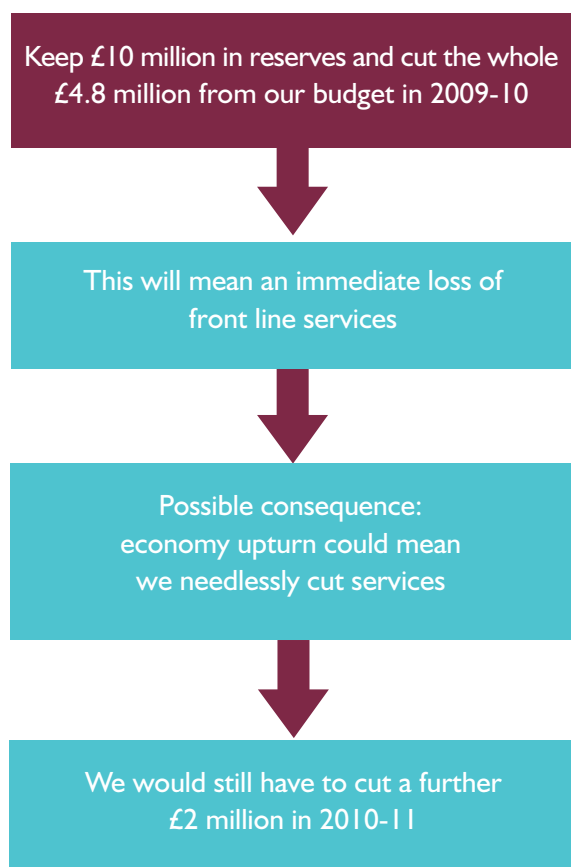 Keep £10 million in reserves and cut the whole
£4.8 million from our budget in 2009-10
This will mean an immediate loss of
front line services
Possible consequence:
economy upturn could mean
we needlessly cut services
We would still have to cut a further
£2 million in 2010-11